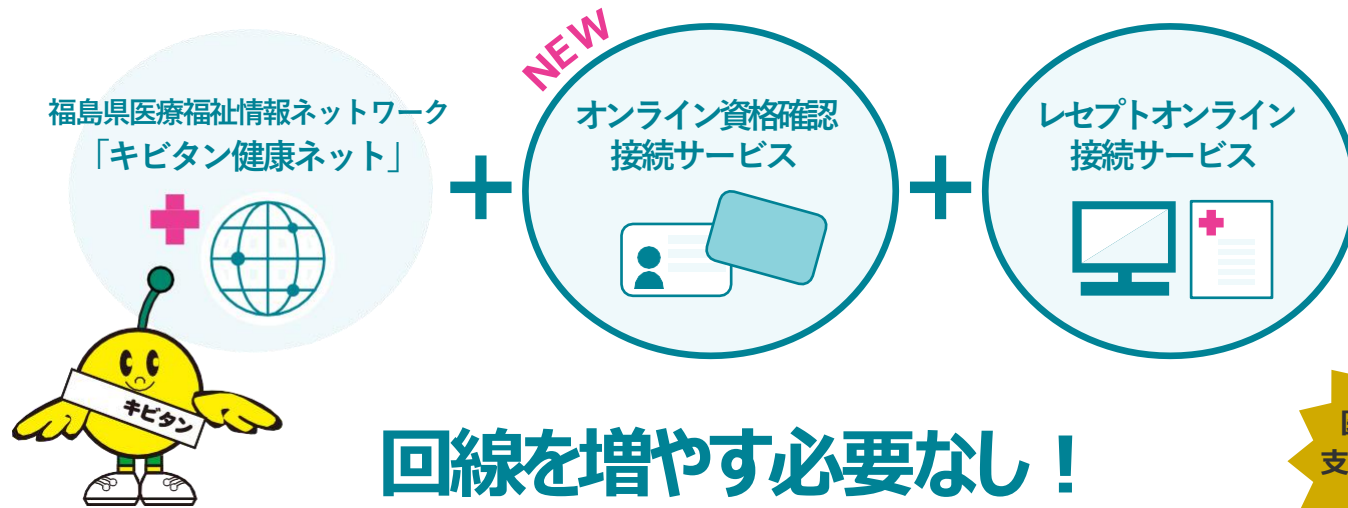 NEW
福島県医療福祉情報ネットワーク
「キビタン健康ネット」
+
オンライン資格確認
接続サービス
+
レセプトオンライン
接続サービス
キビタン
回線を増やす必要なし！
支